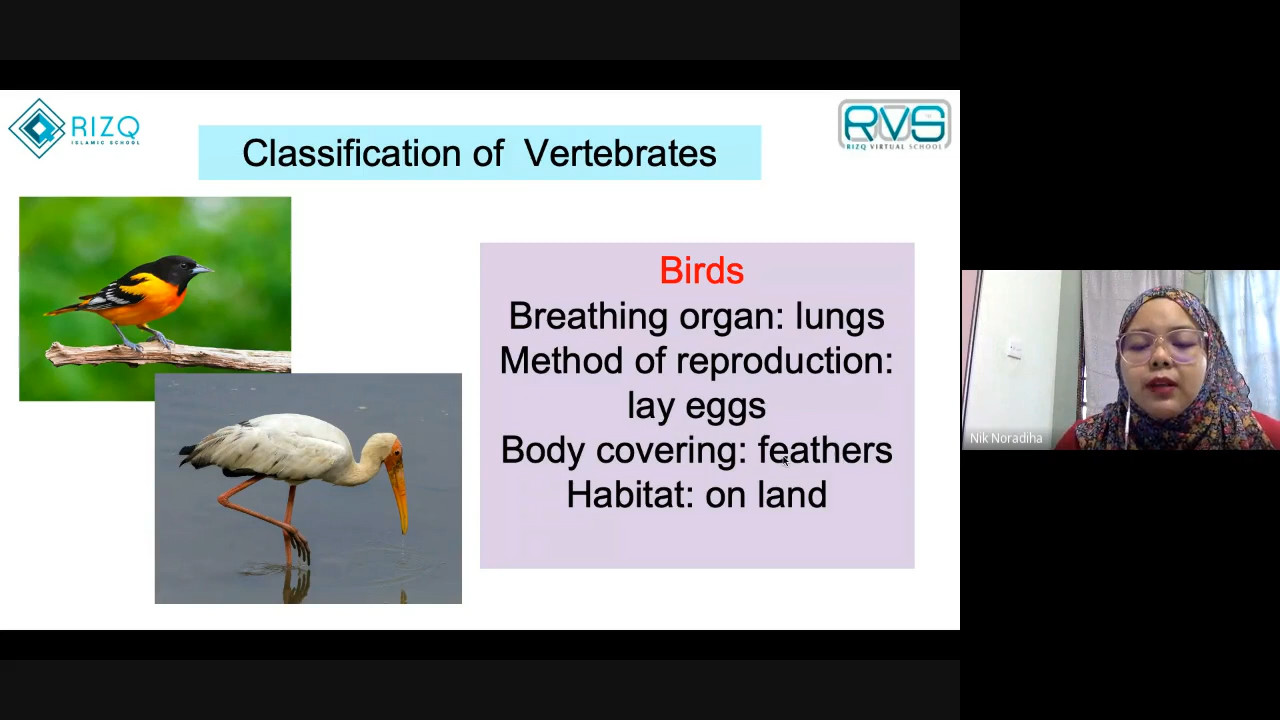 RIZQ
ISLAMIC SCHOOL
Classification of Vertebrates
RVS
RIZQ VIRTUAL SCHOOL
Birds
Breathing organ: lungs
Method of reproduction:
lay eggs
Body covering: feathers
Habitat: on land
Nik Noradiha